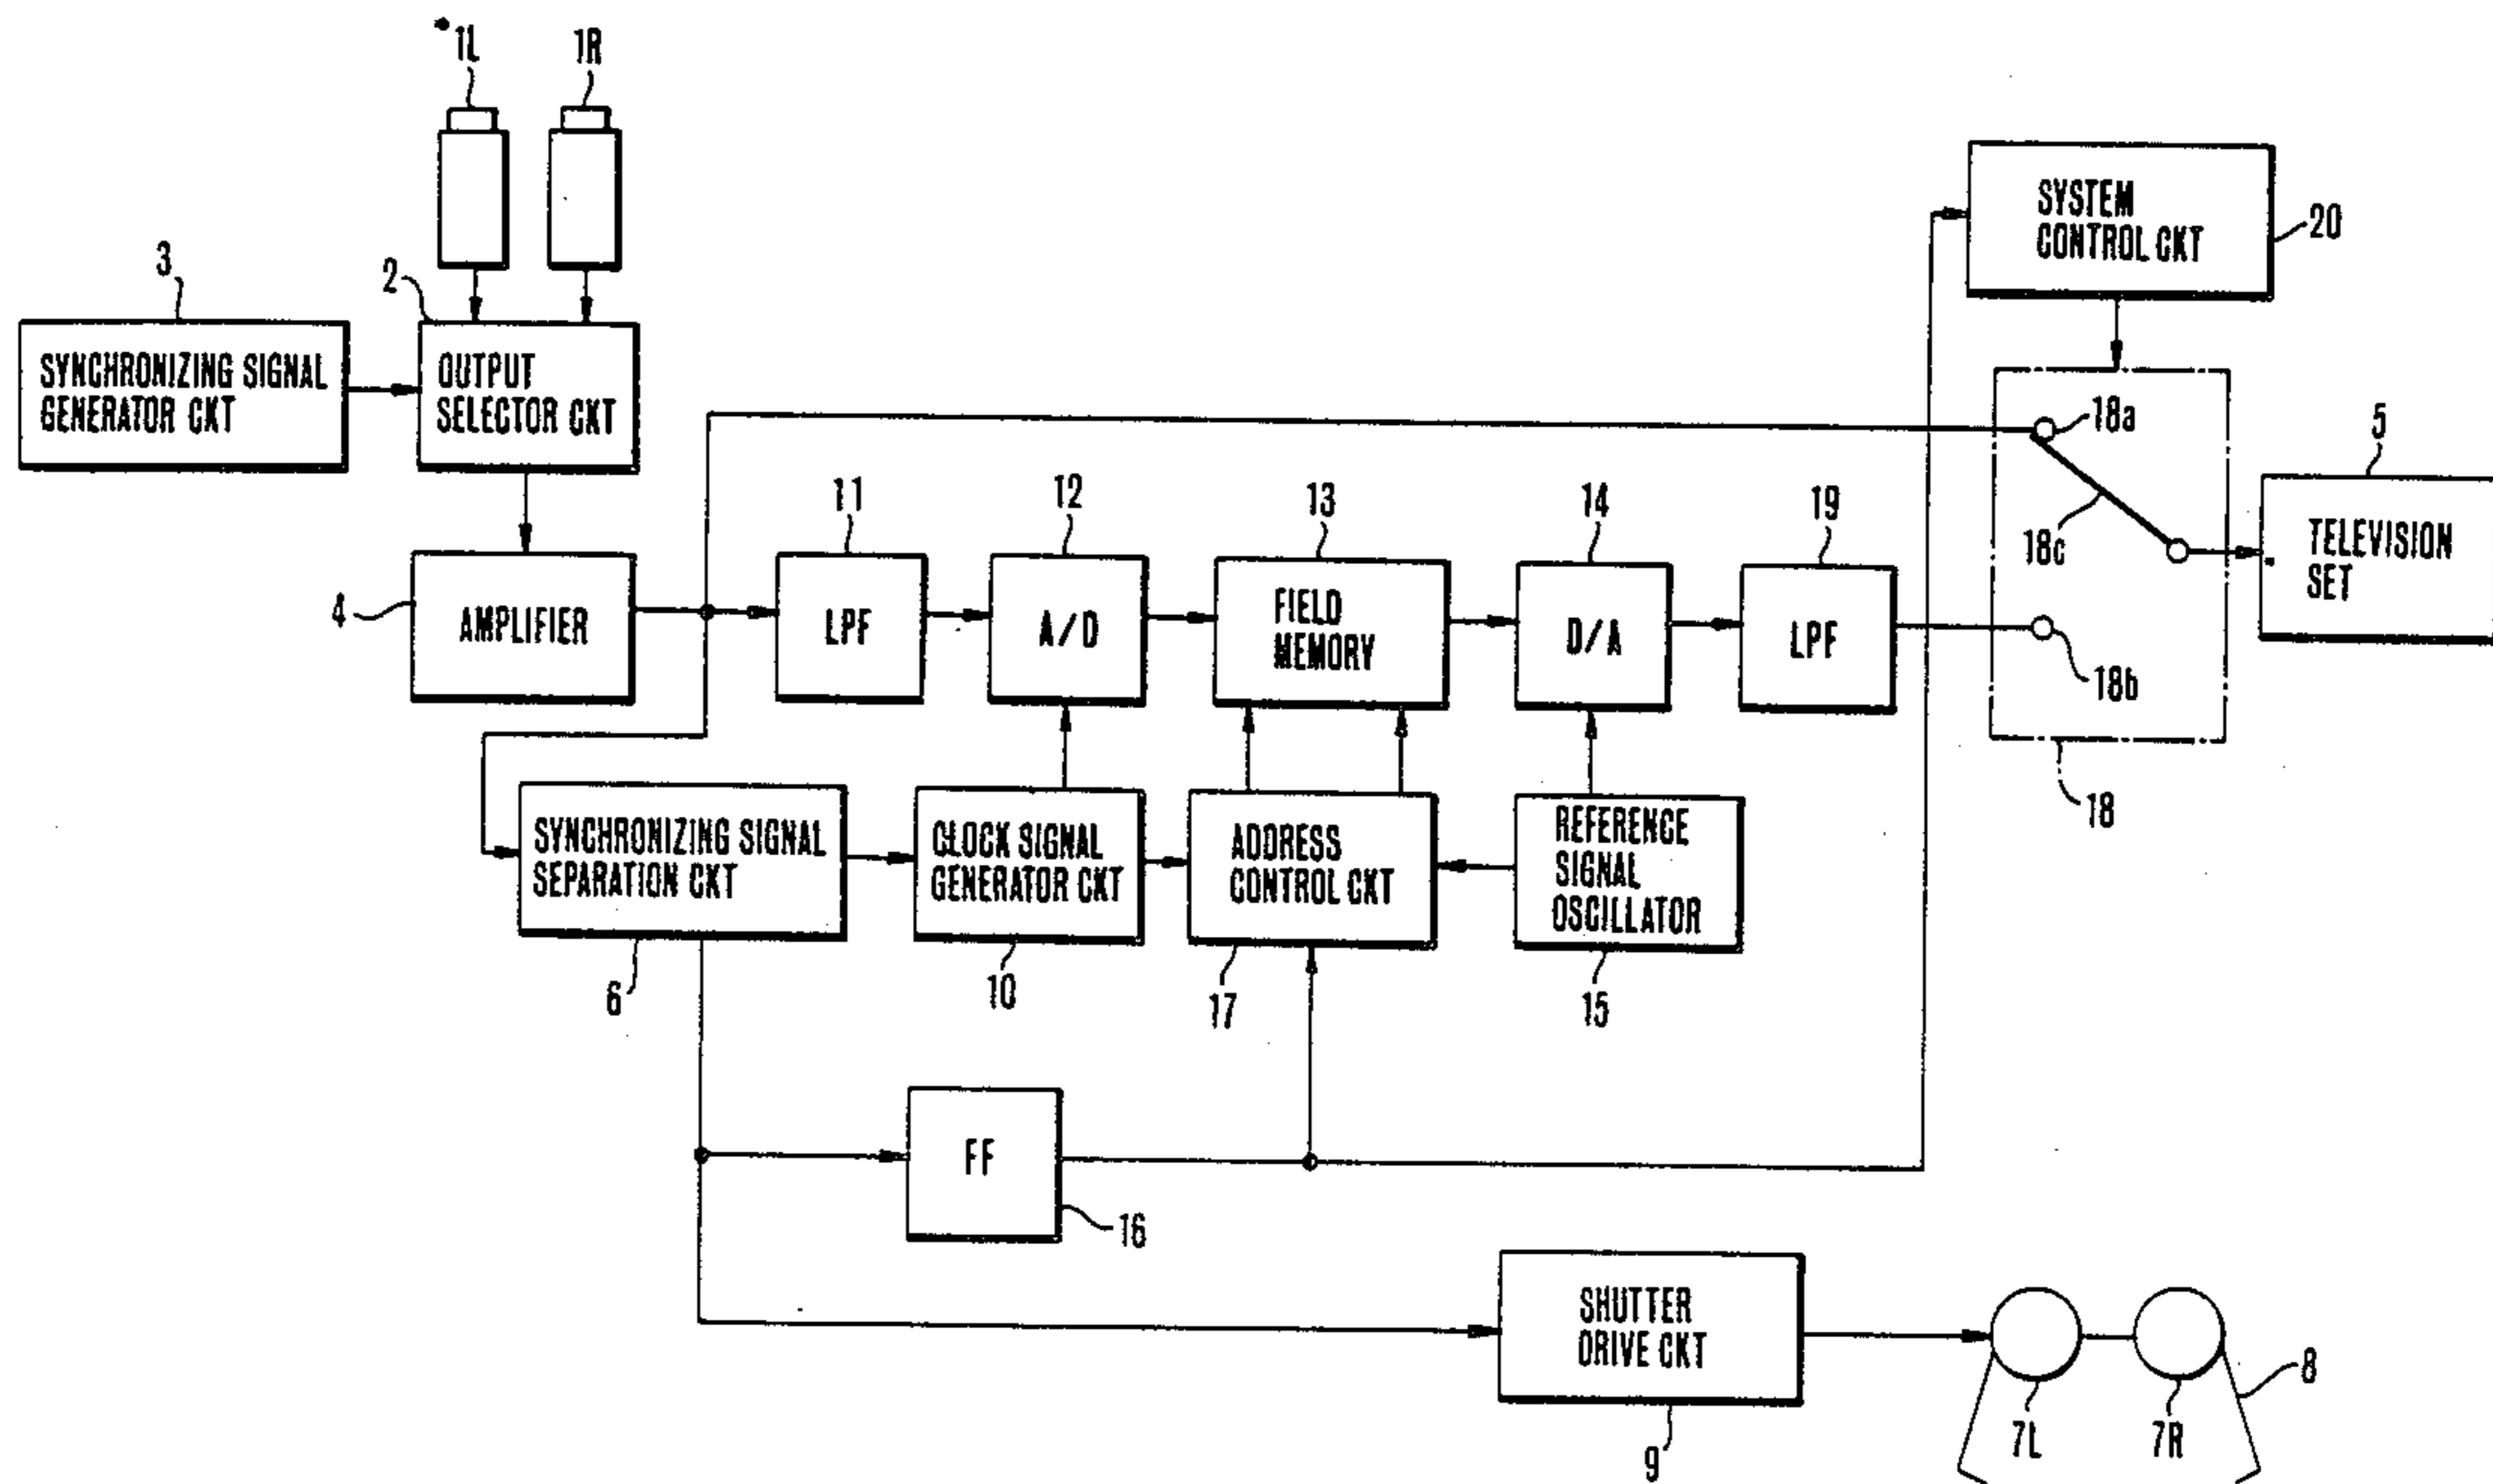 1L
1R
3
2
SYNCHRONIZING SIGNAL
GENERATOR CKT
OUTPUT
SELECTOR CKT
SYSTEM
CONTROL CKT
20
18a
18c
18b
18
5
TELEVISION
SET
4
AMPLIFIER
11
LPF
12
A/D
13
FIELD
MEMORY
14
D/A
19
LPF
SYNCHRONIZING SIGNAL
SEPARATION CKT
6
CLOCK SIGNAL
GENERATOR CKT
10
ADDRESS
CONTROL CKT
17
REFERENCE
SIGNAL
OSCILLATOR
15
FF
16
SHUTTER
DRIVE CKT
9
7L
7R
8